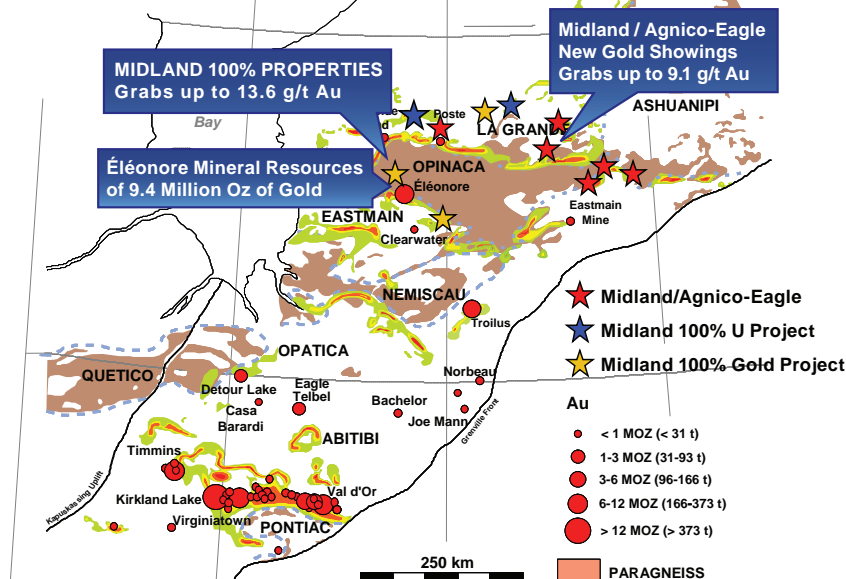 Midland / Agnico-Eagle
New Gold Showings
Grabs up to 9.1 g/t Au
MIDLAND 100% PROPERTIES
Grabs up to 13.6 g/t Au
Bay
Poste
LA GRANDE
ASHUANIPI
Éléonore Mineral Resources
of 9.4 Million Oz of Gold
OPINACA
Éléonore
EASTMAIN
Clearwater
Eastmain
Mine
NEMISCAU
Troilus
Midland/Agnico-Eagle
Midland 100% U Project
Midland 100% Gold Project
OPATICA
QUETICO
Detour Lake
Casa
Barardi
Eagle
Telbel
Norbeau
Bachelor
Joe Mann
Grenville Front
ABITIBI
Timmins
Kirkland Lake
Val d'Or
Virginiatown
PONTIAC
Kapuskasing Uplift
Au
< 1 MOZ (< 31 t)
1-3 MOZ (31-93 t)
3-6 MOZ (96-166 t)
6-12 MOZ (166-373 t)
> 12 MOZ (> 373 t)
250 km
PARAGNEISS